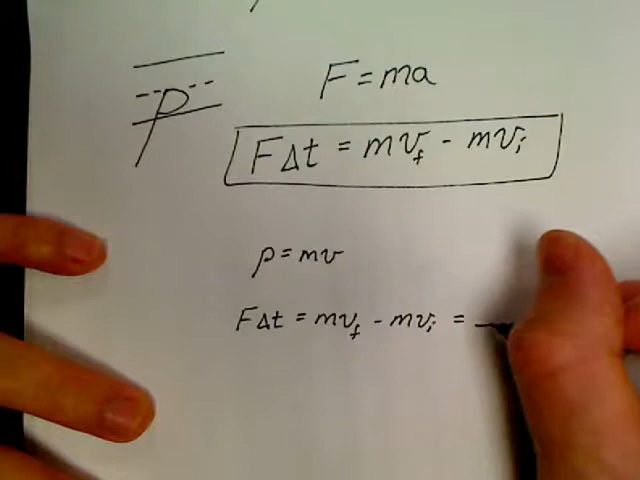 p
F = ma
FΔt = mv_f - mv_i
p = mv
FΔt = mv_f - mv_i =